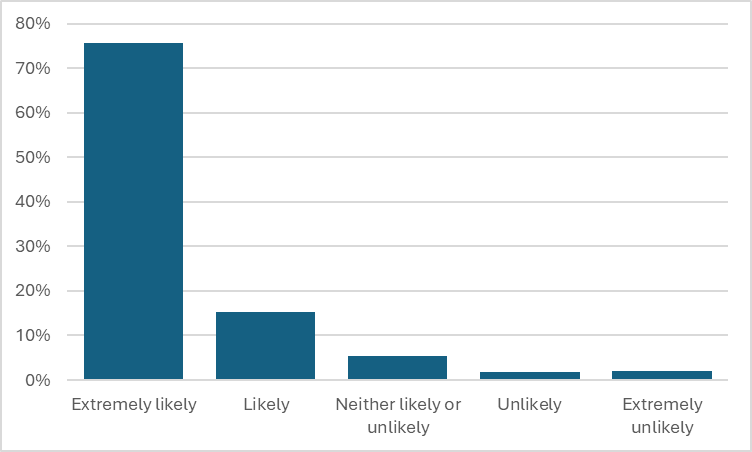 80%
70%
60%
50%
40%
30%
20%
10%
0%
Extremely likely
Likely
Neither likely or
unlikely
Unlikely
Extremely
unlikely